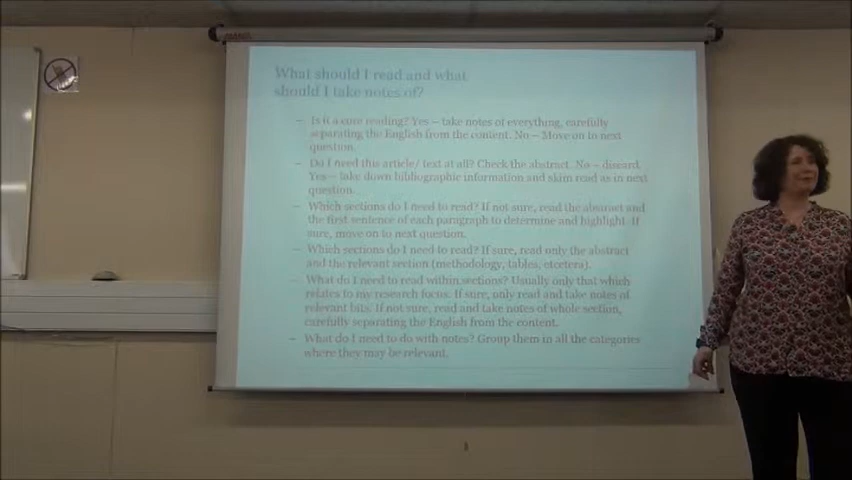 What should I read and what
should I take notes of?
– Is it a core reading? Yes – take notes of everything, carefully
separating the English from the content. No – Move on to next
question.
– Do I need this article/ text at all? Check the abstract. No – discard.
Yes – take down bibliographic information and skim read as in next
question.
– Which sections do I need to read? If not sure, read the abstract and
the first sentence of each paragraph to determine and highlight. If
sure, move on to next question.
– Which sections do I need to read? If sure, read only the abstract
and the relevant section (methodology, tables, etcetera).
– What do I need to read within sections? Usually only that which
relates to my research focus. If sure, only read and take notes of
relevant bits. If not sure, read and take notes of whole section,
carefully separating the English from the content.
– What do I need to do with notes? Group them in all the categories
where they may be relevant.